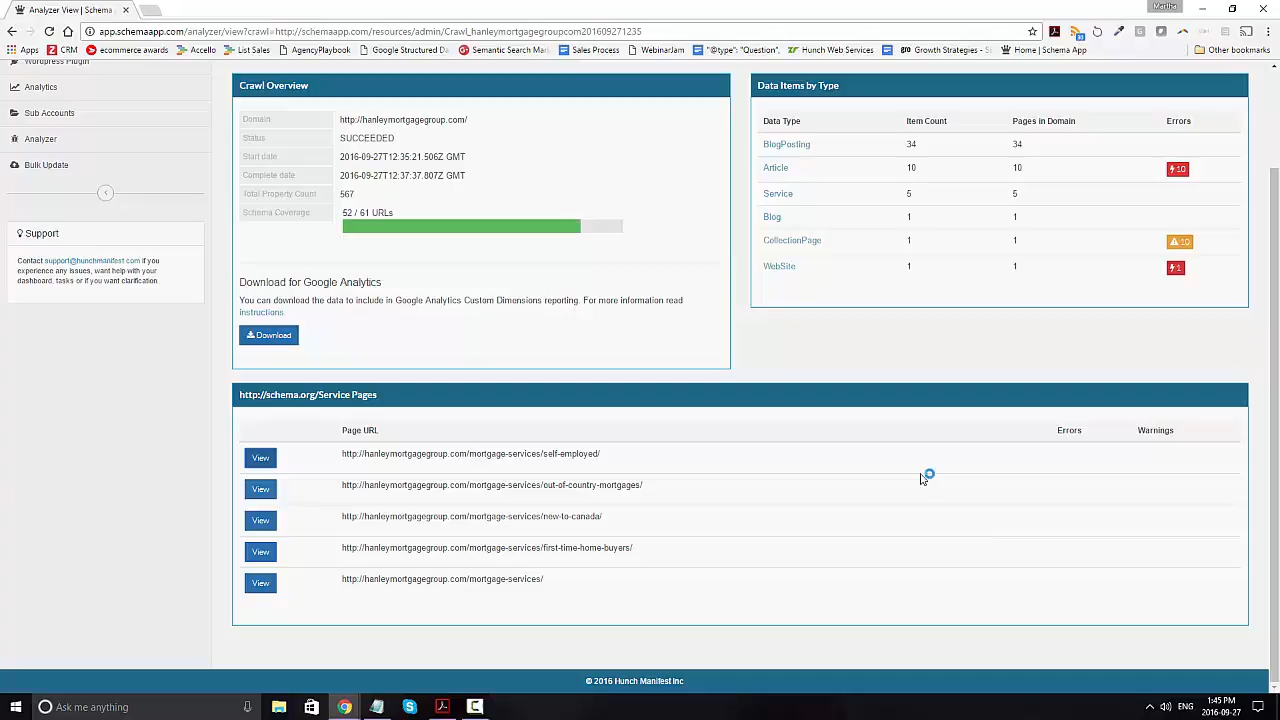 Martha
Analyzer View | Schema
app.schemaapp.com/analyzer/view?crawl=http://schemaapp.com/resources/admin/Crawl_hanleymortgagegroupcom201609271235
Apps
CRM
ecommerce awards
Accello
List Sales
AgencyPlaybook
Google Structured Da
Semantic Search Mark
Sales Process
WebinarJam
"@type": "Question",
Hunch Web Services
Growth Strategies - S
Home | Schema App
Other bookmarks
Wordpress Plugin
Analytics
Sub Accounts
Analyzer
Bulk Update
Support
Contact support@hunchmanifest.com if you
experience any issues, want help with your
dashboard, tasks or if you want clarification.
Crawl Overview
Domain http://hanleymortgagegroup.com/
Status SUCCEEDED
Start date 2016-09-27T12:35:21.506Z GMT
Complete date 2016-09-27T12:37:37.807Z GMT
Total Property Count 567
Schema Coverage 52 / 61 URLs
Download for Google Analytics
You can download the data to include in Google Analytics Custom Dimensions reporting. For more information read
instructions.
Download
Data Items by Type
Data Type Item Count Pages in Domain Errors
BlogPosting 34 34
Article 10 10 10
Service 5 5
Blog 1 1
CollectionPage 1 1 10
WebSite 1 1 1
http://schema.org/Service Pages
Page URL Errors Warnings
View http://hanleymortgagegroup.com/mortgage-services/self-employed/
View http://hanleymortgagegroup.com/mortgage-services/out-of-country-mortgages/
View http://hanleymortgagegroup.com/mortgage-services/new-to-canada/
View http://hanleymortgagegroup.com/mortgage-services/first-time-home-buyers/
View http://hanleymortgagegroup.com/mortgage-services/
© 2016 Hunch Manifest Inc
Ask me anything
ENG
1:45 PM
2016-09-27